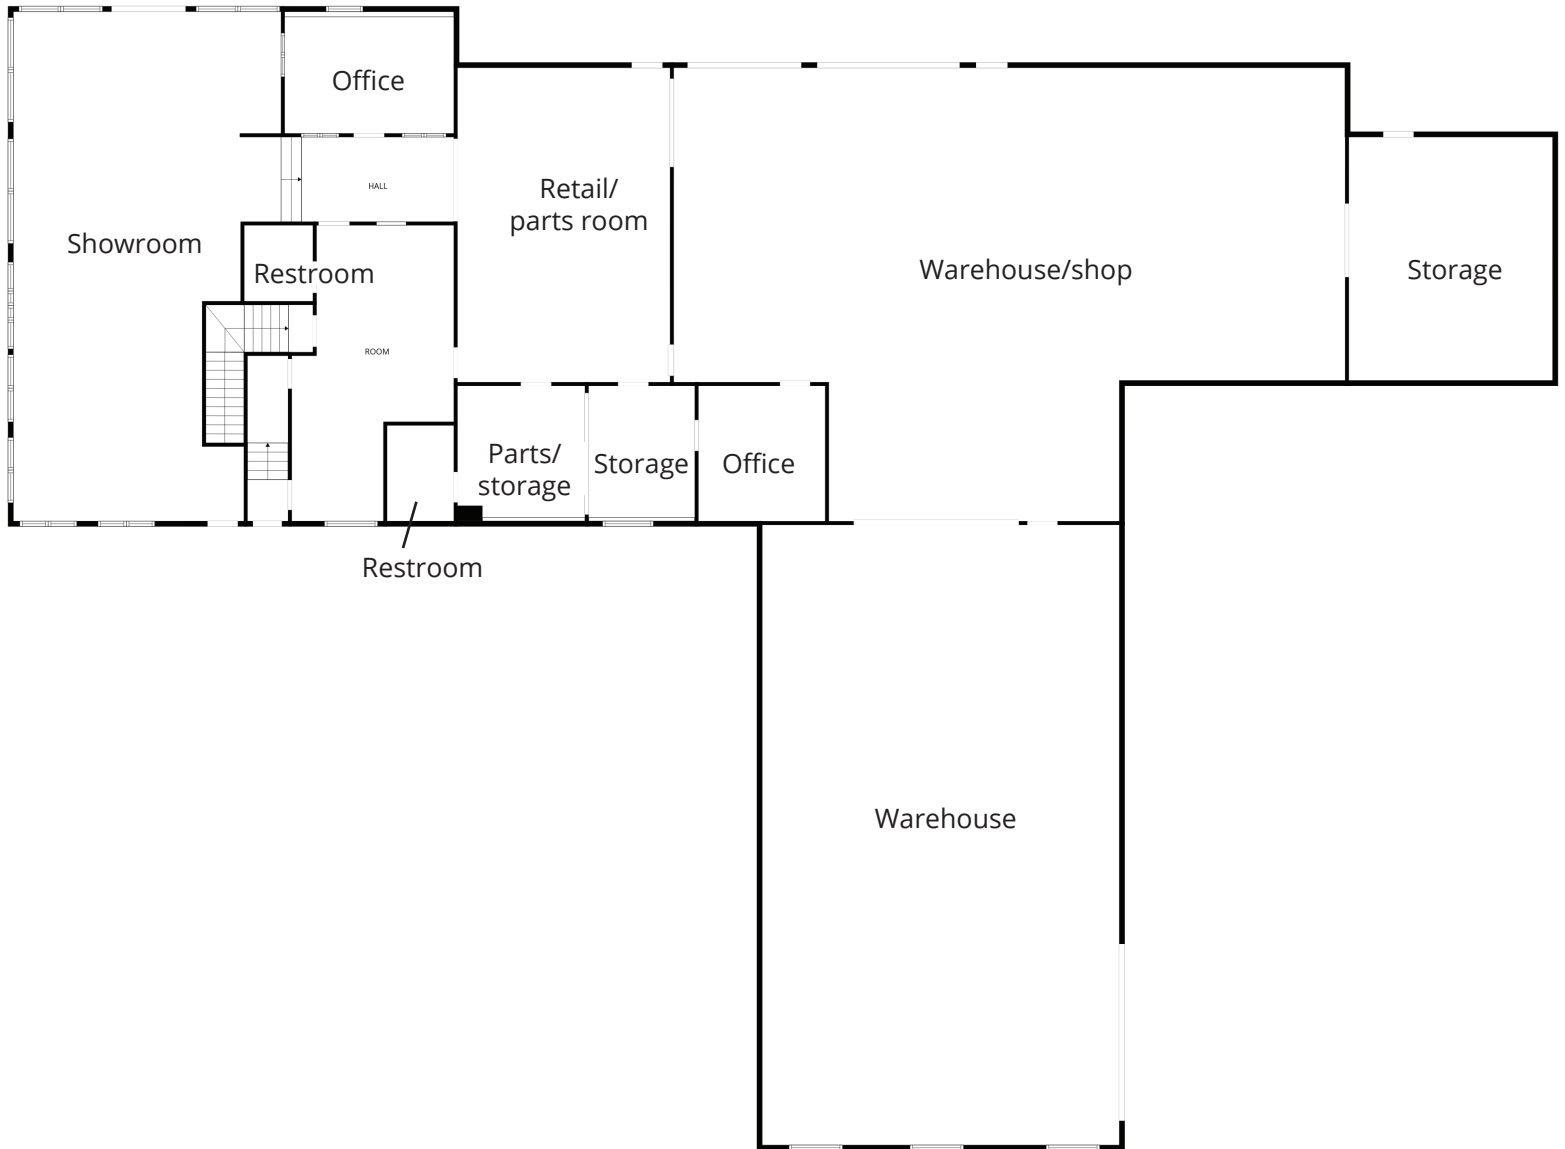 Office
HALL
Retail/
parts room
Showroom
Restroom
Warehouse/shop
Storage
ROOM
Parts/
storage
Storage
Office
Restroom
Warehouse